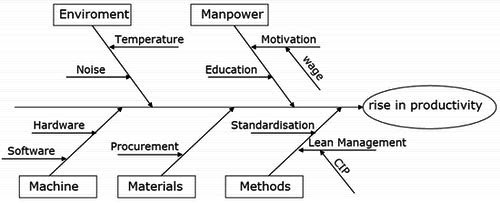 Enviroment
Manpower
Temperature
Motivation
wage
Noise
Education
rise in productivity
Hardware
Standardisation
Software
Procurement
Lean Management
CIP
Machine
Materials
Methods